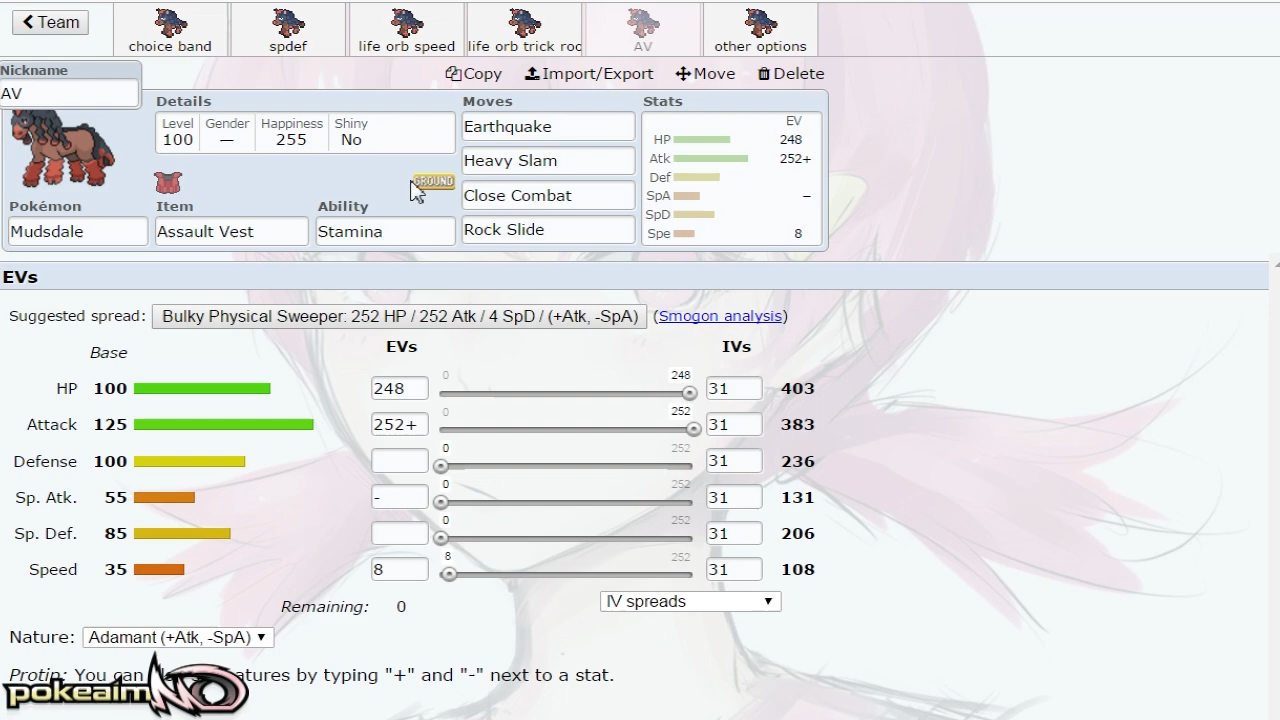 Team
choice band
spdef
life orb speed
life orb trick roo
AV
other options
Nickname
AV
Copy
Import/Export
Move
Delete
Details
Level
100
Gender
—
Happiness
255
Shiny
No
GROUND
Pokémon
Mudsdale
Item
Assault Vest
Ability
Stamina
Moves
Earthquake
Heavy Slam
Close Combat
Rock Slide
Stats
EV
HP 248
Atk 252+
Def
SpA –
SpD
Spe 8
EVs
Suggested spread: Bulky Physical Sweeper: 252 HP / 252 Atk / 4 SpD / (+Atk, -SpA) (Smogon analysis)
Base EVs IVs
0 248
HP 100 248 31 403
0 252
Attack 125 252+ 31 383
0 252
Defense 100 31 236
0 252
Sp. Atk. 55 - 31 131
0 252
Sp. Def. 85 31 206
8 252
Speed 35 8 31 108
Remaining: 0 IV spreads
Nature: Adamant (+Atk, -SpA)
You can atures by typing "+" and "-" next to a stat.
pokeaimMD